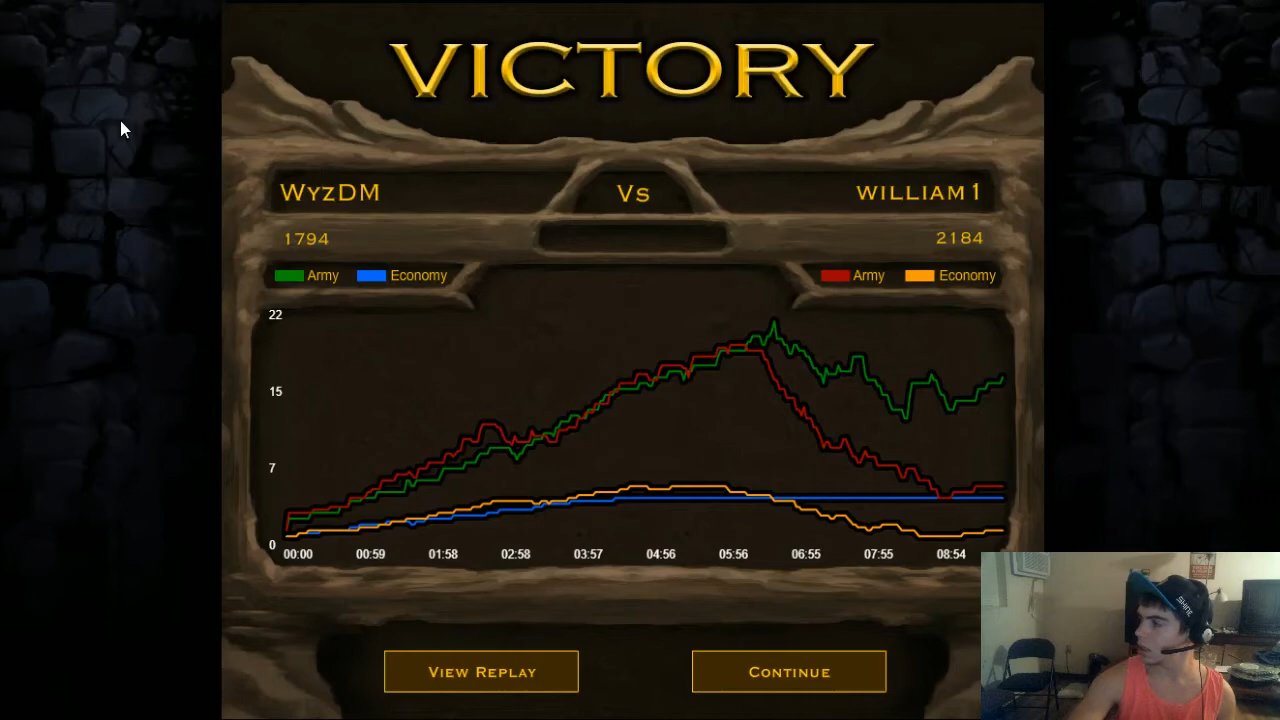 VICTORY
WYZDM Vs WILLIAM1
1794 2184
Army Economy Army Economy
22
15
7
0
00:00 00:59 01:58 02:58 03:57 04:56 05:56 06:55 07:55 08:54
VIEW REPLAY CONTINUE